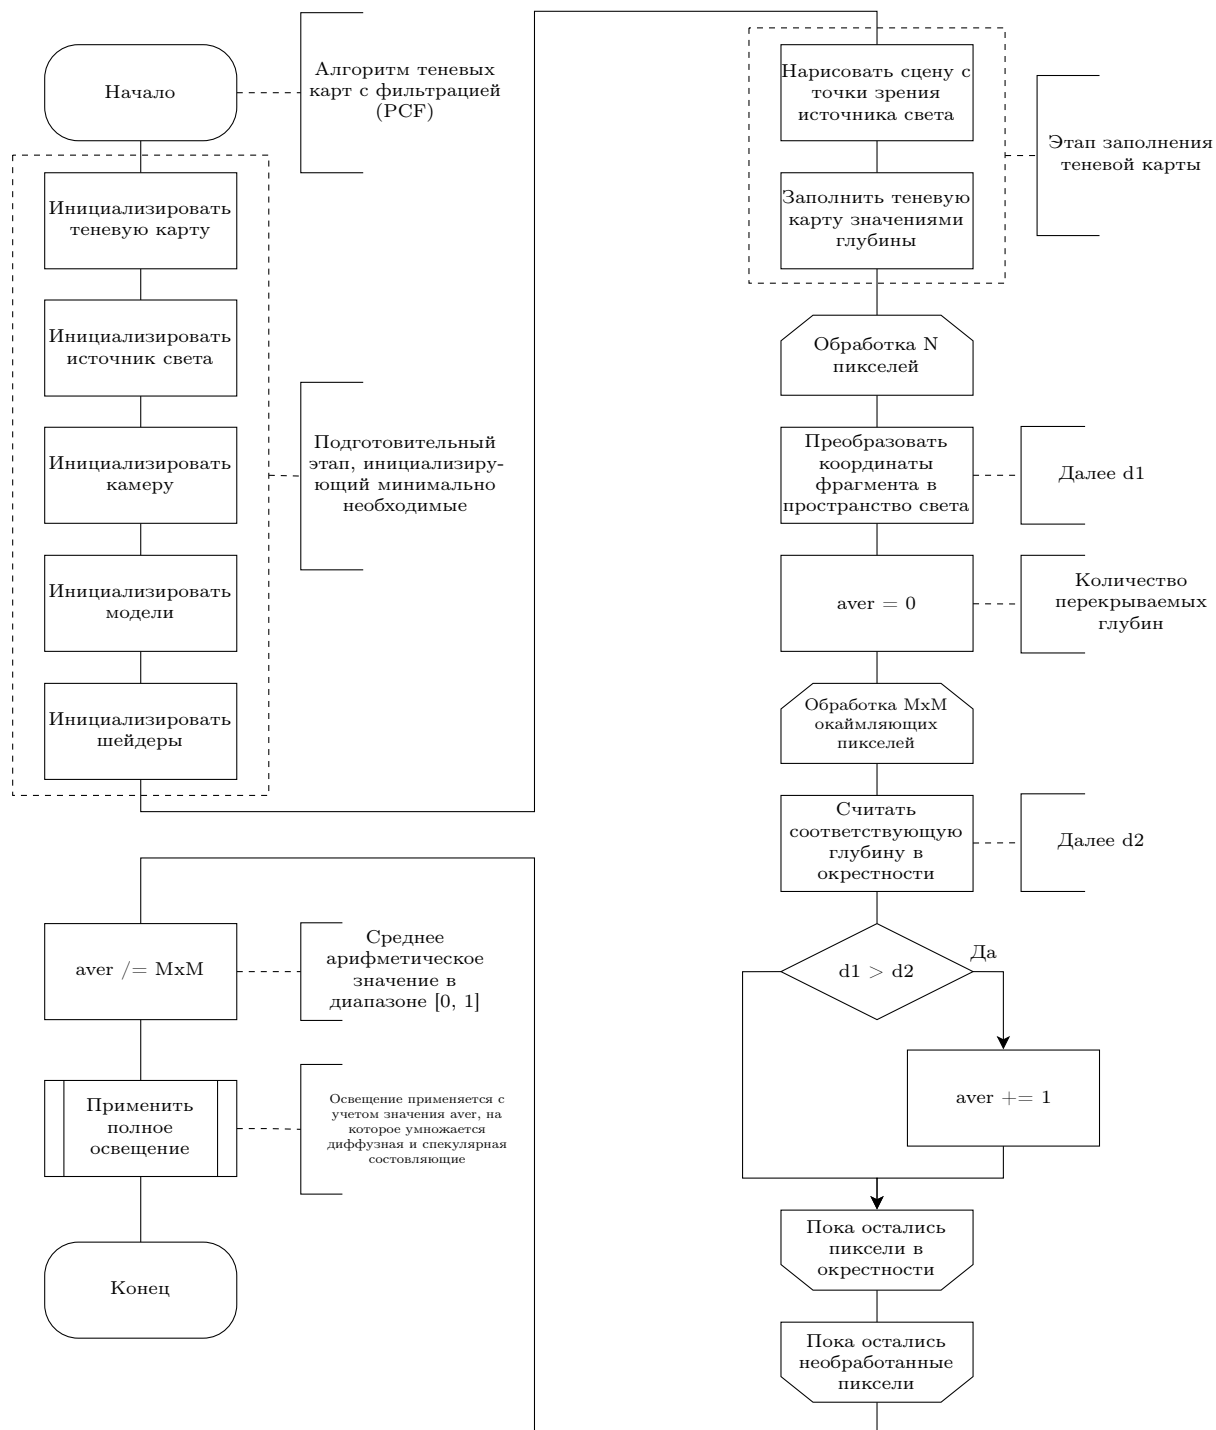 Начало
Алгоритм теневых
карт с фильтрацией
(PCF)
Инициализировать
теневую карту
Инициализировать
источник света
Инициализировать
камеру
Подготовительный
этап, инициализиру-
ющий минимально
необходимые
Инициализировать
модели
Инициализировать
шейдеры
Нарисовать сцену с
точки зрения
источника света
Этап заполнения
теневой карты
Заполнить теневую
карту значениями
глубины
Обработка N
пикселей
Преобразовать
координаты
фрагмента в
пространство света
Далее d1
aver = 0
Количество
перекрываемых
глубин
Обработка MxM
окаймляющих
пикселей
Считать
соответствующую
глубину в
окрестности
Далее d2
d1 > d2
Да
aver += 1
Пока остались
пиксели в
окрестности
Пока остались
необработанные
пиксели
aver /= MxM
Среднее
арифметическое
значение в
диапазоне [0, 1]
Применить
полное
освещение
Освещение применяется с
учетом значения aver, на
которое умножается
диффузная и спекулярная
состовляющие
Конец